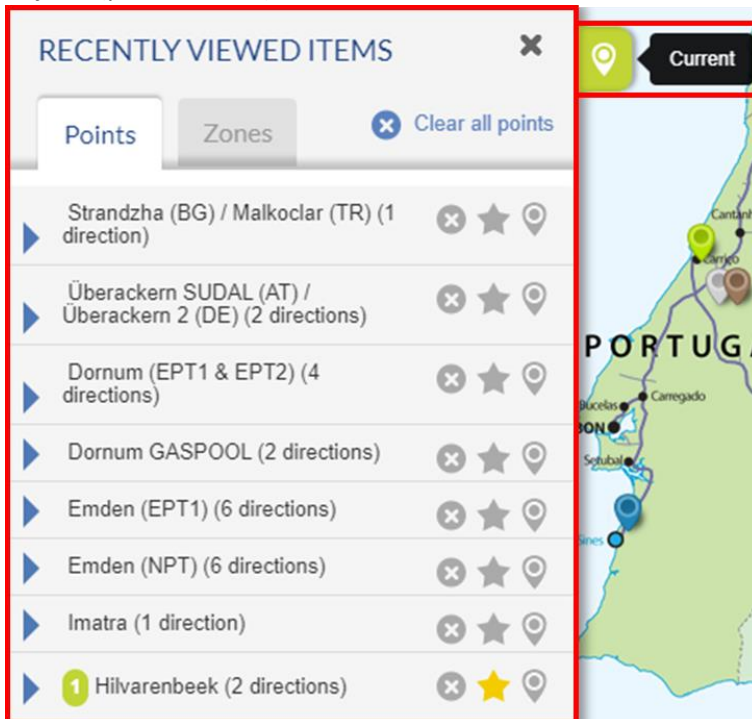 RECENTLY VIEWED ITEMS
Current
Points
Zones
Clear all points
Strandzha (BG) / Malkoclar (TR) (1
direction)
Überackern SUDAL (AT) /
Überackern 2 (DE) (2 directions)
Dornum (EPT1 & EPT2) (4
directions)
Dornum GASPOOL (2 directions)
Emden (EPT1) (6 directions)
Emden (NPT) (6 directions)
Imatra (1 direction)
1 Hilvarenbeek (2 directions)
Cantanh
Carriço
PORTUGA
Bucelas
Carregado
BON
Setubal
Sines